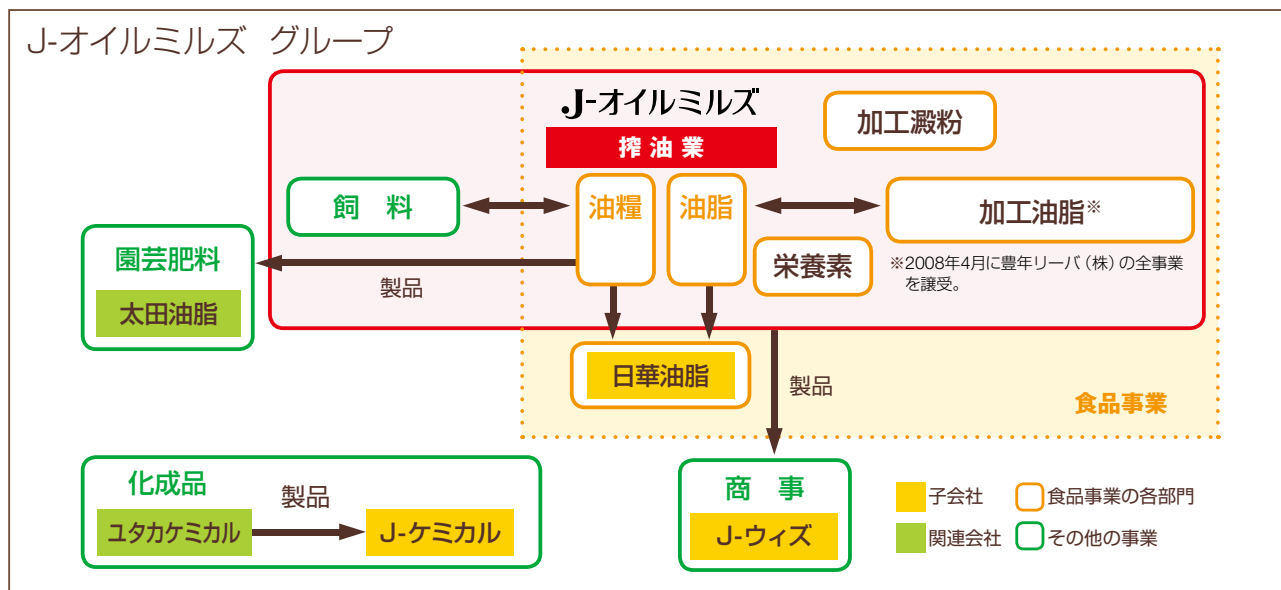 J-オイルミルズ グループ
J-オイルミルズ
搾油業
加工澱粉
飼 料
油糧
油脂
加工油脂※
園芸肥料
太田油脂
製品
栄養素
※2008年4月に豊年リーバ（株）の全事業
を譲受。
日華油脂
製品
食品事業
化成品
ユタカケミカル
製品
J-ケミカル
商 事
J-ウィズ
子会社
食品事業の各部門
関連会社
その他の事業